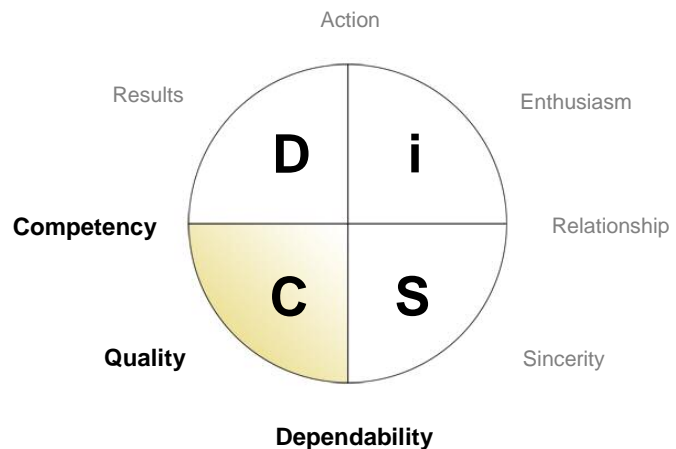 Action
Results
Enthusiasm
D i
Competency
Relationship
C S
Quality
Sincerity
Dependability